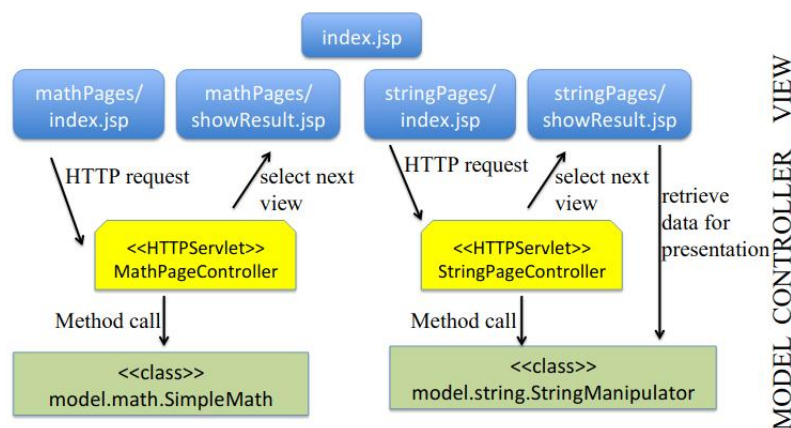 index.jsp
mathPages/
index.jsp
mathPages/
showResult.jsp
stringPages/
index.jsp
stringPages/
showResult.jsp
HTTP request
select next
view
HTTP request
select next
view
retrieve
data for
presentation
<<HTTPServlet>>
MathPageController
<<HTTPServlet>>
StringPageController
Method call
Method call
<<class>>
model.math.SimpleMath
<<class>>
model.string.StringManipulator
MODEL CONTROLLER VIEW